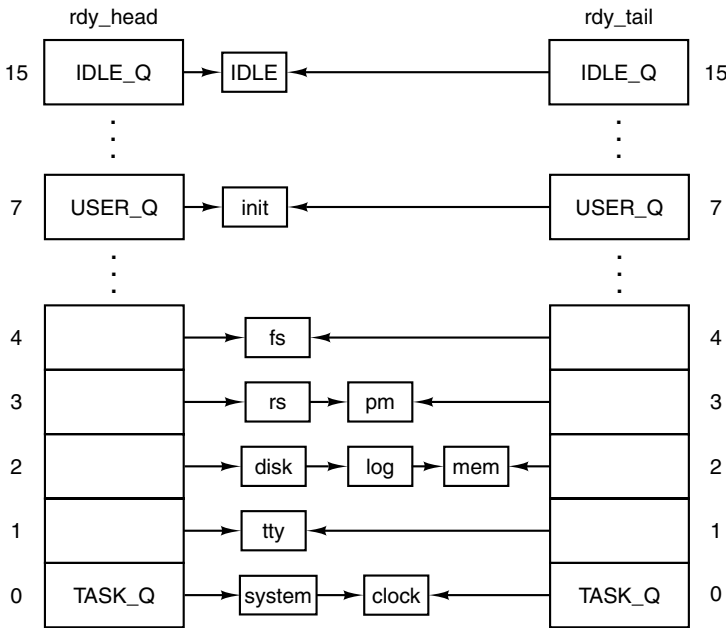 rdy_head rdy_tail
15 IDLE_Q IDLE IDLE_Q 15
7 USER_Q init USER_Q 7
4 fs 4
3 rs pm 3
2 disk log mem 2
1 tty 1
0 TASK_Q system clock TASK_Q 0